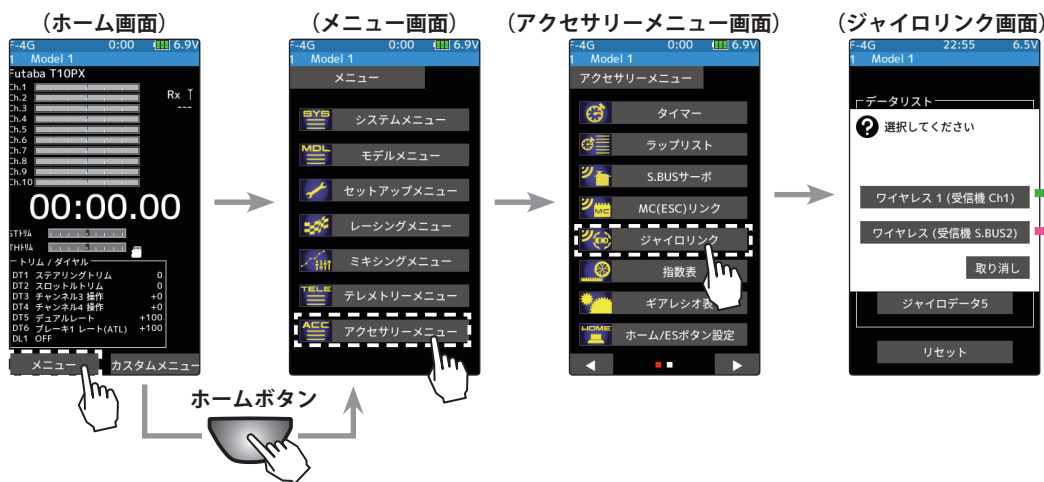 （ホーム画面）
F-4G 0:00 6.9V
1 Model 1
Futaba T10PX
Ch.1
Ch.2
Ch.3
Ch.4
Ch.5
Ch.6
Ch.7
Ch.8
Ch.9
Ch.10
Rx
---
00:00.00
STトリム
THトリム
トリム / ダイヤル
DT1 ステアリングトリム 0
DT2 スロットルトリム 0
DT3 チャンネル3 操作 +0
DT4 チャンネル4 操作 +0
DT5 デュアルレート +100
DT6 ブレーキ1 レート(ATL) +100
DL1 OFF
メニュー カスタムメニュー
ホームボタン
（メニュー画面）
F-4G 0:00 6.9V
1 Model 1
メニュー
SYS システムメニュー
MDL モデルメニュー
セットアップメニュー
レーシングメニュー
ミキシングメニュー
TELE テレメトリーメニュー
ACC アクセサリーメニュー
（アクセサリーメニュー画面）
F-4G 0:00 6.9V
1 Model 1
アクセサリーメニュー
タイマー
ラップリスト
S.BUSサーボ
MC MC(ESC)リンク
ジャイロリンク
指数表
ギアレシオ表
HOME ホーム/ESボタン設定
（ジャイロリンク画面）
F-4G 22:55 6.5V
1 Model 1
データリスト
? 選択してください
ワイヤレス 1 (受信機 Ch1)
ワイヤレス (受信機 S.BUS2)
取り消し
ジャイロデータ5
リセット